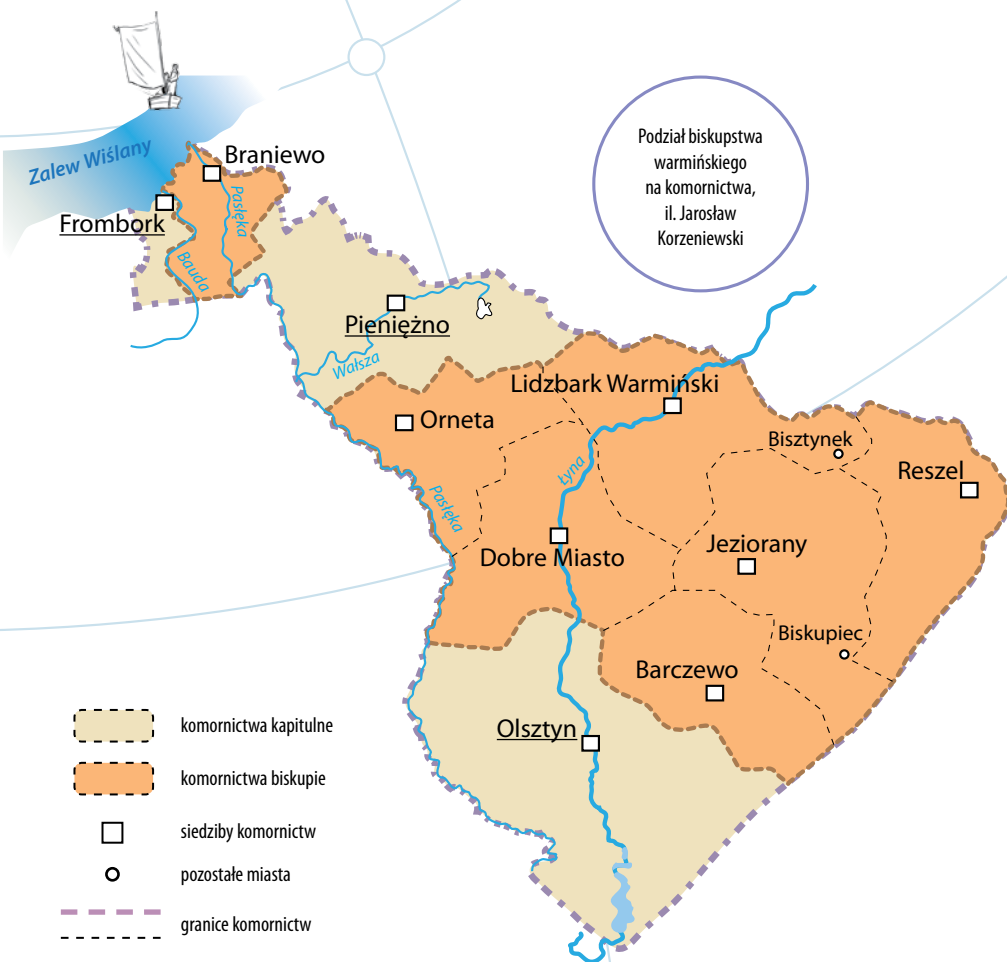 Podział biskupstwa
warmińskiego
na komornictwa,
il. Jarosław
Korzeniewski
Zalew Wiślany
Braniewo
Pasłęka
Frombork
Bauda
Pieniężno
Wałsza
Lidzbark Warmiński
Orneta
Bisztynek
Reszel
Łyna
Pasłęka
Jeziorany
Dobre Miasto
Biskupiec
Barczewo
Olsztyn
komornictwa kapitulne
komornictwa biskupie
siedziby komornictw
pozostałe miasta
granice komornictw